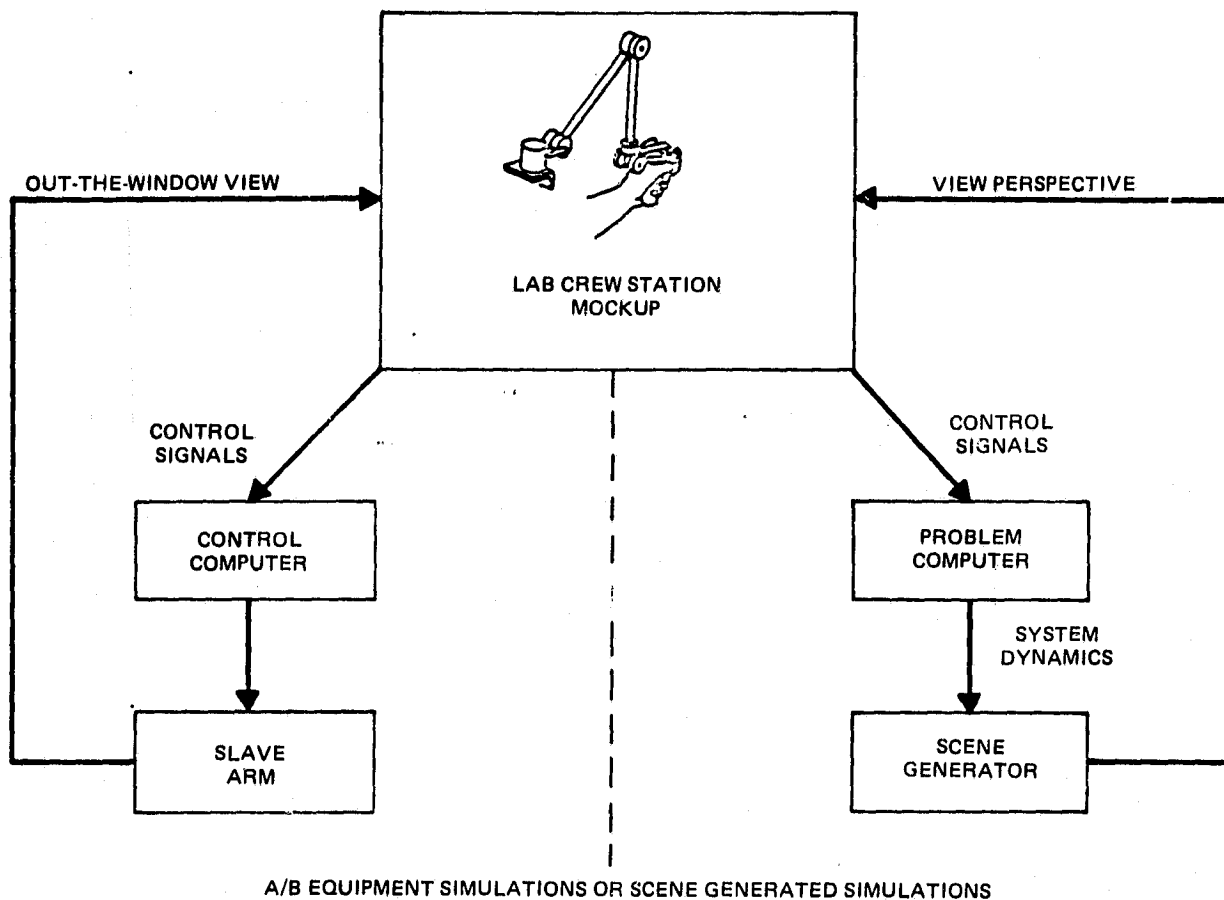 OUT-THE-WINDOW VIEW
VIEW PERSPECTIVE
LAB CREW STATION
MOCKUP
CONTROL
SIGNALS
CONTROL
SIGNALS
CONTROL
COMPUTER
PROBLEM
COMPUTER
SYSTEM
DYNAMICS
SLAVE
ARM
SCENE
GENERATOR
A/B EQUIPMENT SIMULATIONS OR SCENE GENERATED SIMULATIONS